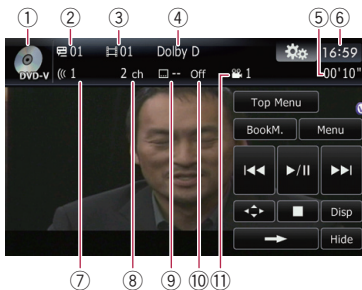 ① ② ③ ④ ⑤ ⑥
DVD-V 01 01 Dolby D 16:59
1 2 ch -- Off 1 00'10"
Top Menu
BookM. Menu
Disp
Hide
⑦ ⑧ ⑨ ⑩ ⑪